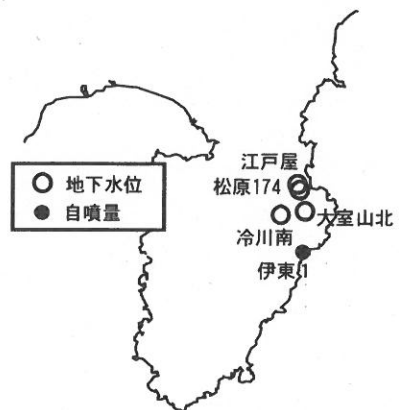 江戸屋
松原174
地下水位
自噴量
大室山北
冷川南
伊東1